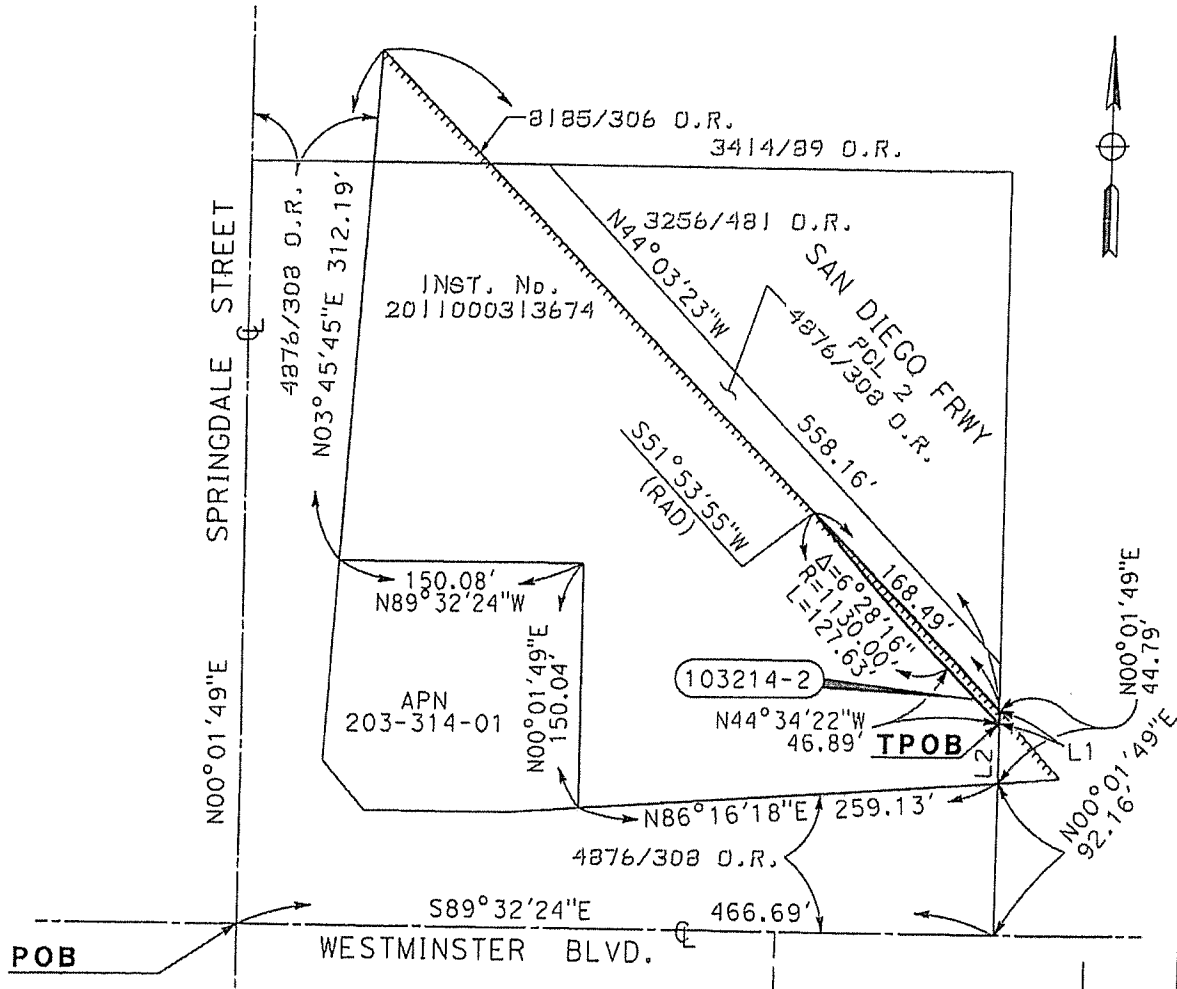 8185/306 O.R.
3414/89 O.R.
3256/481 O.R.
N44°03'23"W
558.16'
SAN DIEGO FRWY
PCL 2
4876/308 O.R.
SPRINGDALE STREET
℄
4876/308 O.R.
N03°45'45"E 312.19'
INST. No.
2011000313674
S51°53'55"W
(RAD)
168.49'
Δ=6°28'16"
R=1130.00'
L=127.63'
N00°01'49"E
44.79'
150.08'
N89°32'24"W
103214-2
N44°34'22"W
46.89'
TPOB
L1
L2
N00°01'49"E
92.16'
APN
203-314-01
N00°01'49"E
150.04'
N00°01'49"E
N86°16'18"E 259.13'
4876/308 O.R.
S89°32'24"E 466.69'
POB
WESTMINSTER BLVD. ℄